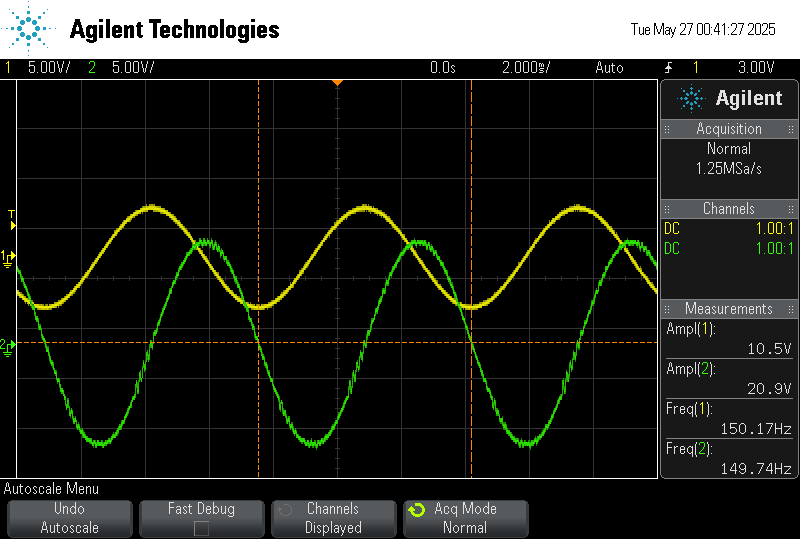 Agilent Technologies
Tue May 27 00:41:27 2025
1 5.00V/ 2 5.00V/ 0.0s 2.000ms/ Auto 1 3.00V
Agilent
Acquisition
Normal
1.25MSa/s
Channels
DC 1.00:1
DC 1.00:1
Measurements
Ampl(1):
10.5V
Ampl(2):
20.9V
Freq(1):
150.17Hz
Freq(2):
149.74Hz
T
1
2
Autoscale Menu
Undo
Autoscale
Fast Debug
Channels
Displayed
Acq Mode
Normal